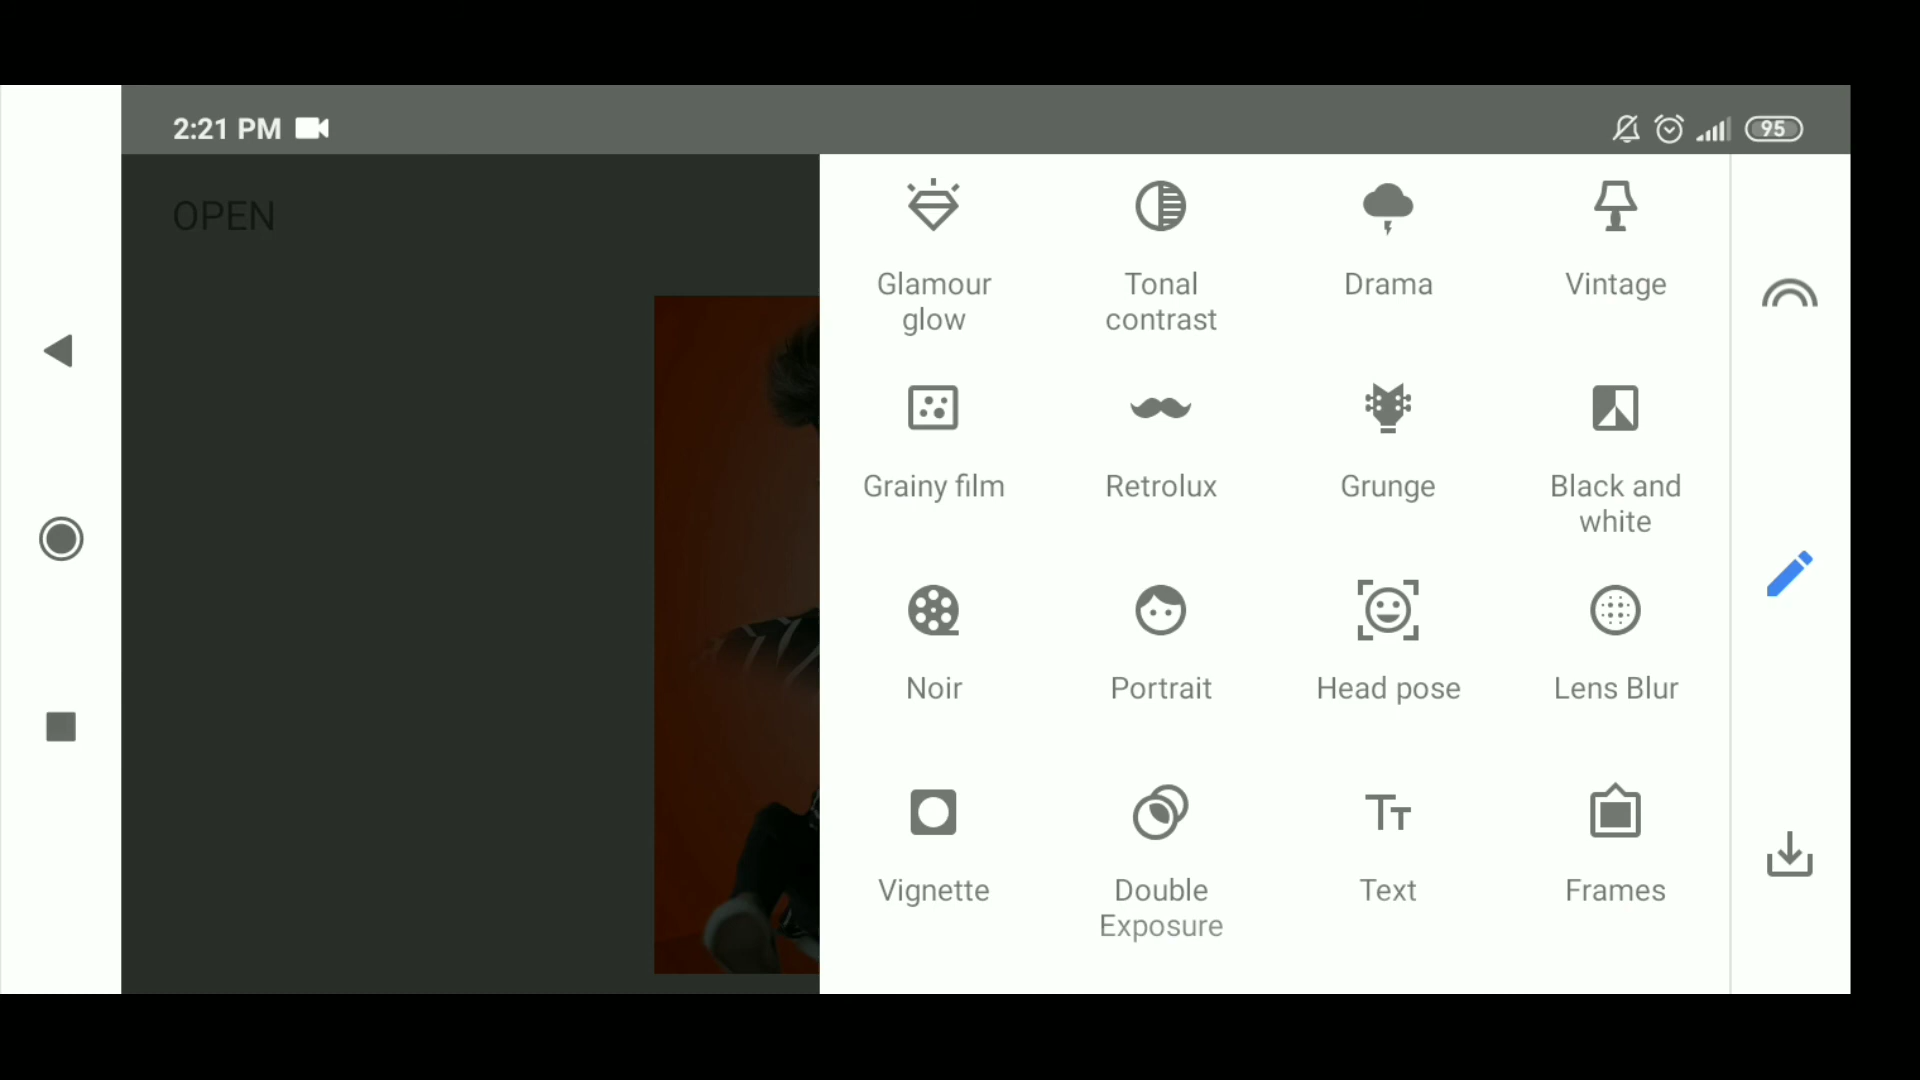 2:21 PM
95
OPEN
Glamour
glow
Tonal
contrast
Drama
Vintage
Grainy film
Retrolux
Grunge
Black and
white
Noir
Portrait
Head pose
Lens Blur
Vignette
Double
Exposure
Text
Frames